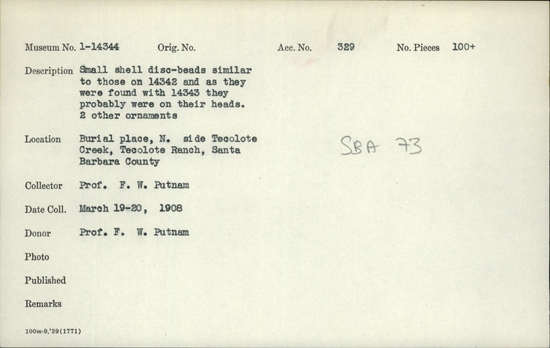 Museum No. 1-14344 Orig. No. Acc. No. 329 No. Pieces 100+
Description Small shell disc-beads similar
to those on 14342 and as they
were found with 14343 they
probably were on their heads.
2 other ornaments
Location Burial place, N. side Tecolote
Creek, Tecolote Ranch, Santa
Barbara County
SBA 73
Collector Prof. F. W. Putnam
Date Coll. March 19-20, 1908
Donor Prof. F. W. Putnam
Photo
Published
Remarks
100m-9,'39(1771)